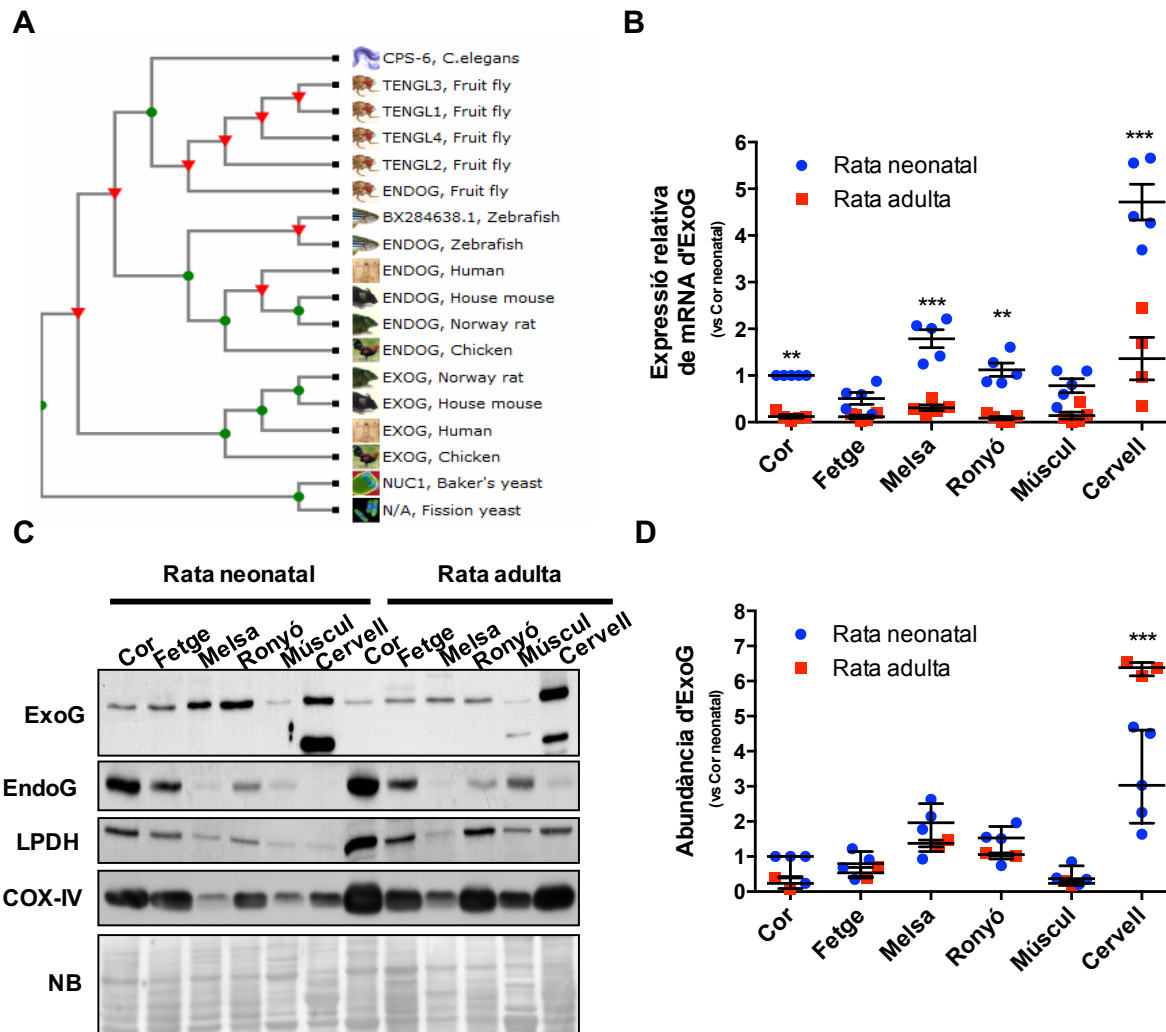 A
CPS-6, C.elegans
TENGL3, Fruit fly
TENGL1, Fruit fly
TENGL4, Fruit fly
TENGL2, Fruit fly
ENDOG, Fruit fly
BX284638.1, Zebrafish
ENDOG, Zebrafish
ENDOG, Human
ENDOG, House mouse
ENDOG, Norway rat
ENDOG, Chicken
EXOG, Norway rat
EXOG, House mouse
EXOG, Human
EXOG, Chicken
NUC1, Baker's yeast
N/A, Fission yeast
B
Expressió relativa
de mRNA d'ExoG
(vs Cor neonatal)
6
5
4
3
2
1
0
Rata neonatal
Rata adulta
**
***
**
***
Cor
Fetge
Melsa
Ronyó
Múscul
Cervell
C
Rata neonatal
Rata adulta
Cor
Fetge
Melsa
Ronyó
Múscul
Cervell
Cor
Fetge
Melsa
Ronyó
Múscul
Cervell
ExoG
EndoG
LPDH
COX-IV
NB
D
Abundància d'ExoG
(vs Cor neonatal)
8
7
6
5
4
3
2
1
0
Rata neonatal
Rata adulta
***
Cor
Fetge
Melsa
Ronyó
Múscul
Cervell